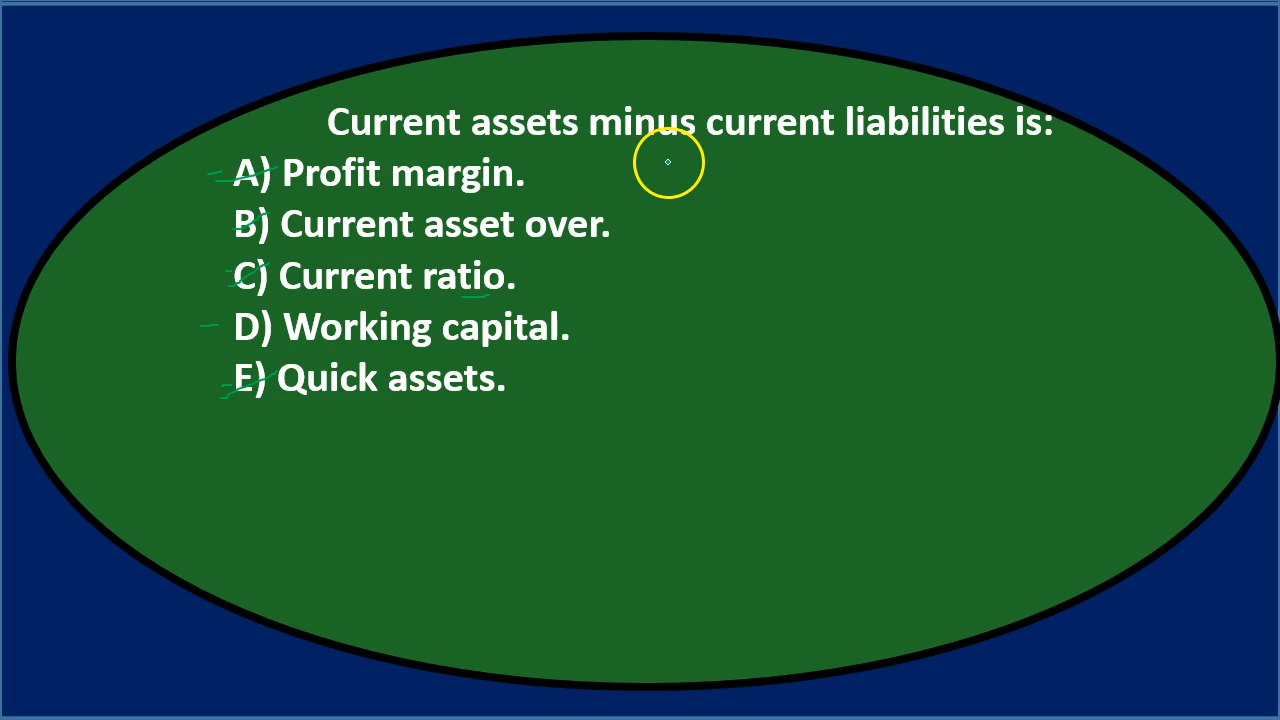 Current assets minus current liabilities is:
A) Profit margin.
B) Current asset over.
C) Current ratio.
D) Working capital.
E) Quick assets.